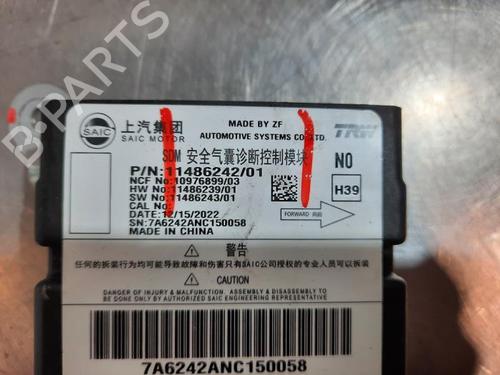 B-PARTS
SAIC 上汽集团 MADE BY ZF TRW
SAIC MOTOR AUTOMOTIVE SYSTEMS CO.,LTD.
SDM 安全气囊诊断控制模块 NO
P/N:11486242/01
NCF No:10976899/03 H39
HW No:11486239/01
SW No:11486243/01
CAL No:
DATE:12/15/2022 FORWARD 向前
SN:7A6242ANC150058
MADE IN CHINA
警告
任何的拆装行为均可能导致故障和伤害只有SAIC公司授权的专业人员可以拆装
CAUTION
DANGER OF INJURY & MALFUNCTION. ASSEMBLY & DISASSEMBLY TO
BE DONE ONLY BY AUTHORIZED SAIC ENGINEERING REPRESENTATIVES
7A6242ANC150058